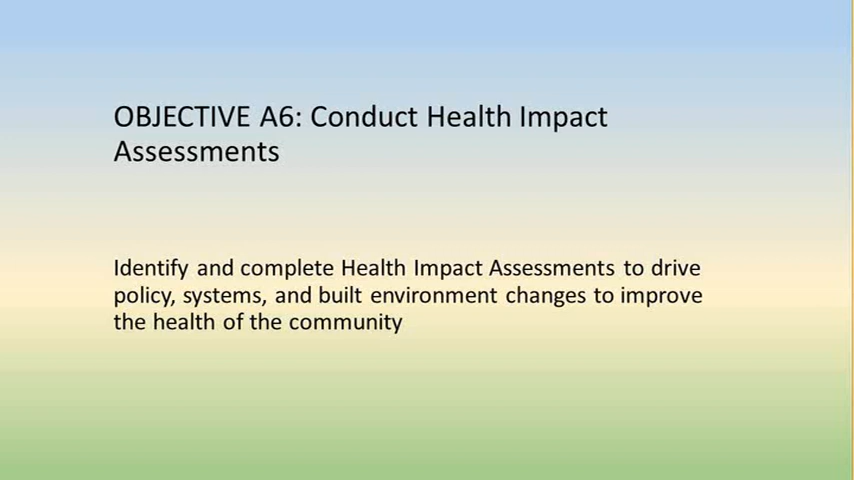 OBJECTIVE A6: Conduct Health Impact
Assessments
Identify and complete Health Impact Assessments to drive
policy, systems, and built environment changes to improve
the health of the community